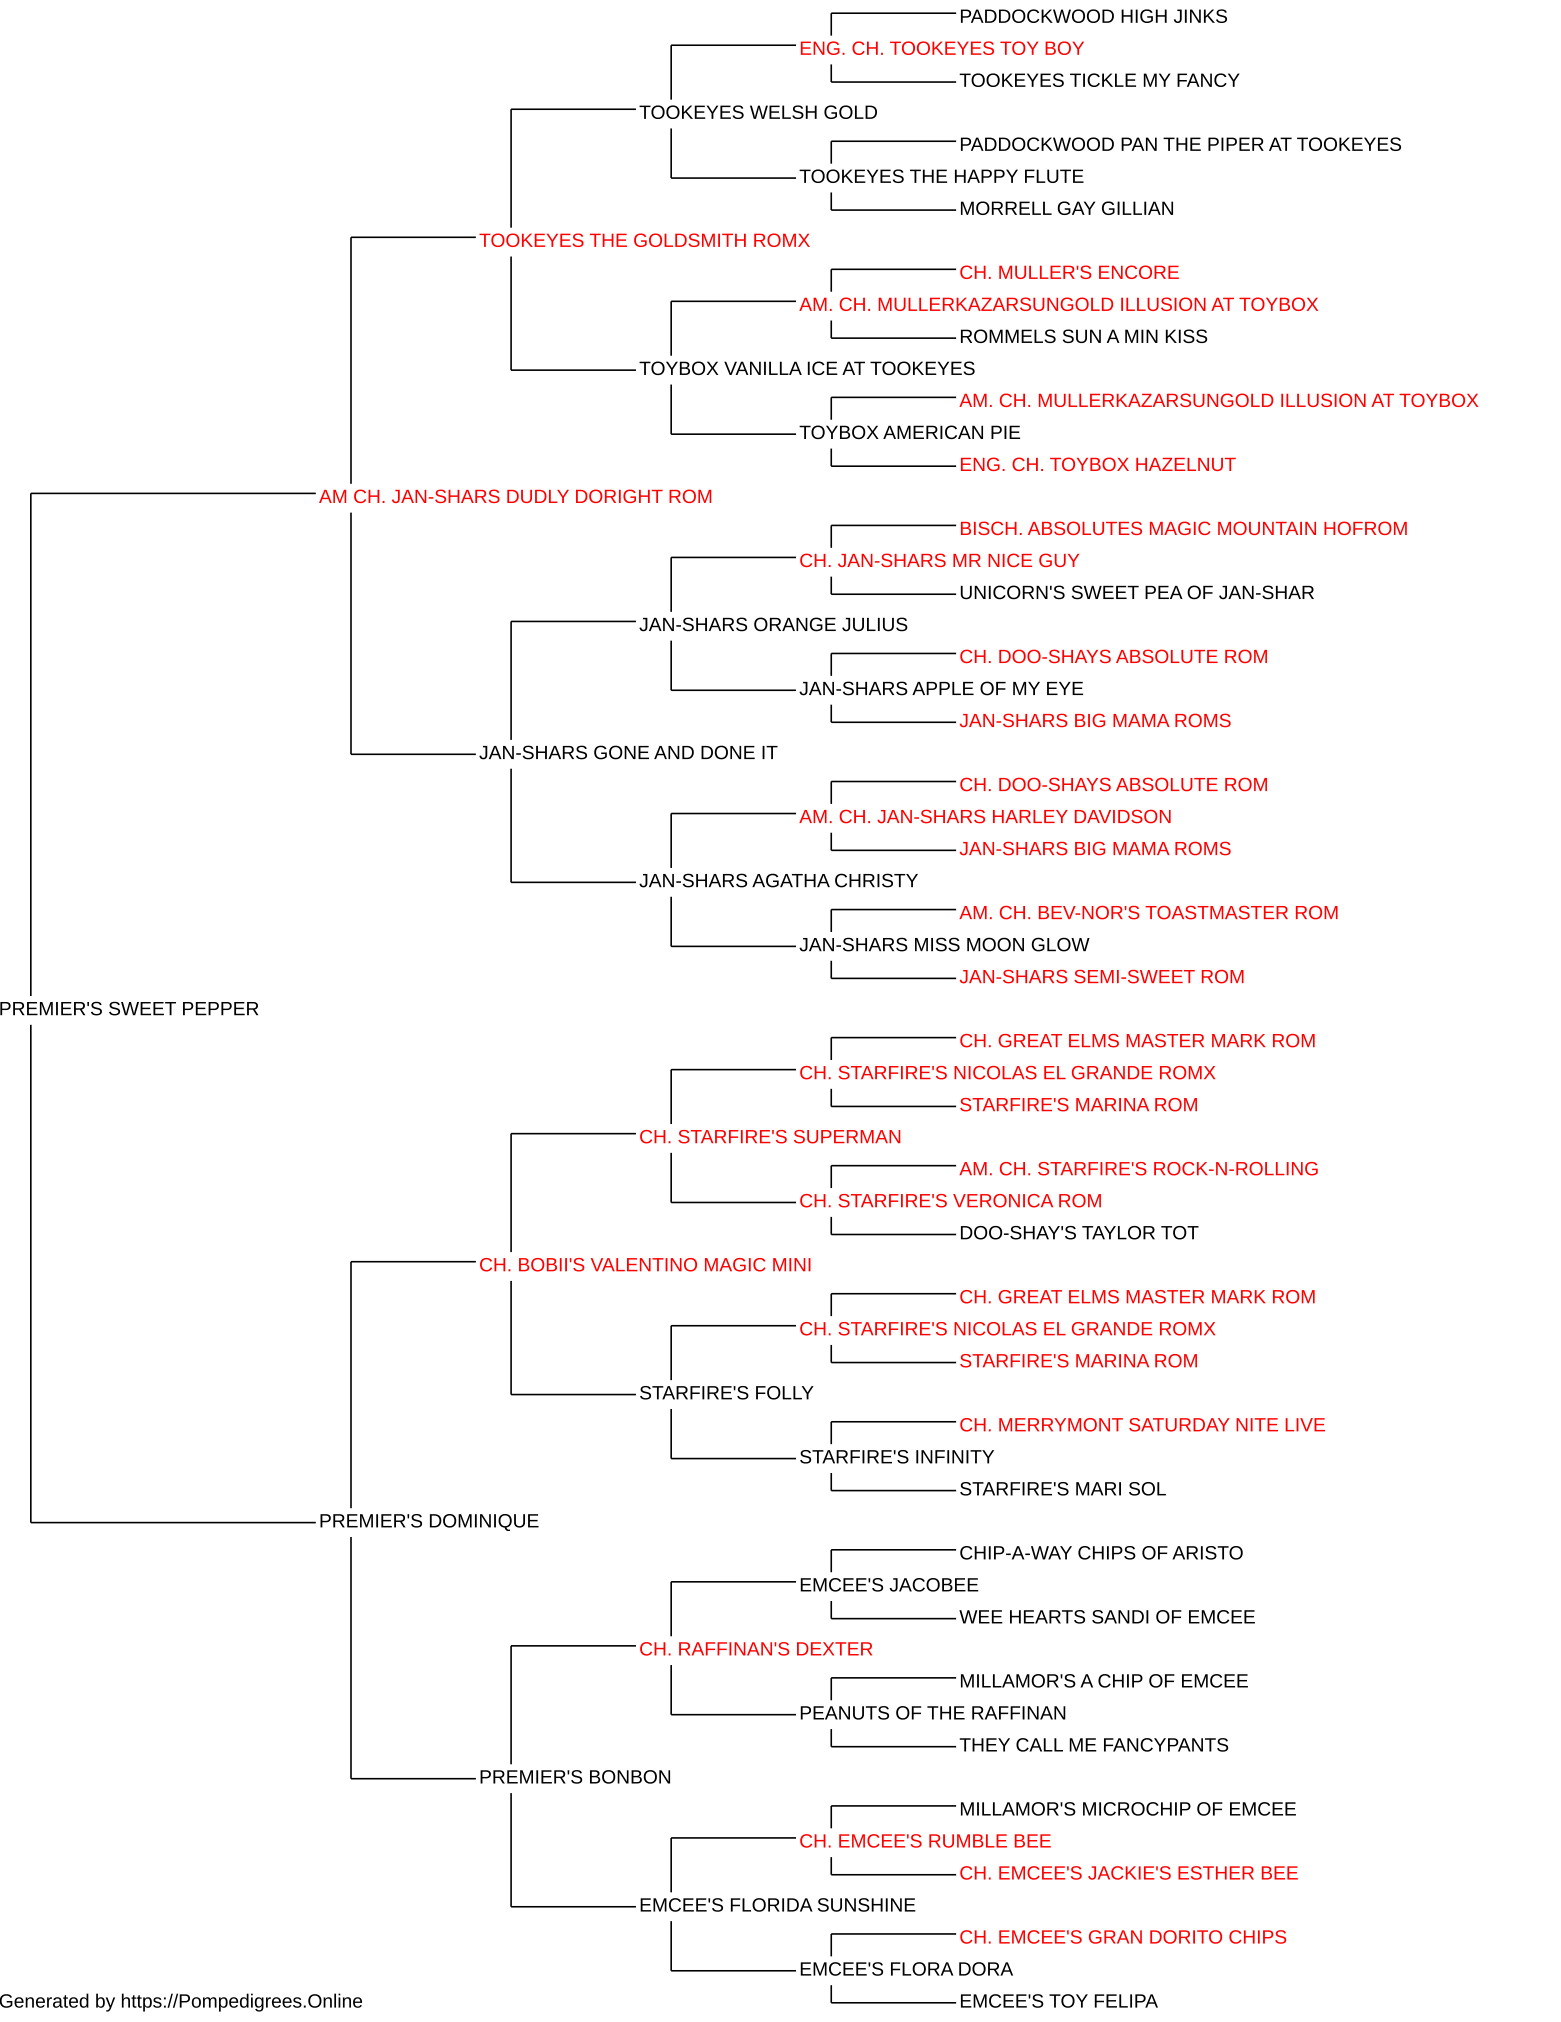 PADDOCKWOOD HIGH JINKS
ENG. CH. TOOKEYES TOY BOY
TOOKEYES TICKLE MY FANCY
TOOKEYES WELSH GOLD
PADDOCKWOOD PAN THE PIPER AT TOOKEYES
TOOKEYES THE HAPPY FLUTE
MORRELL GAY GILLIAN
TOOKEYES THE GOLDSMITH ROMX
CH. MULLER'S ENCORE
AM. CH. MULLERKAZARSUNGOLD ILLUSION AT TOYBOX
ROMMELS SUN A MIN KISS
TOYBOX VANILLA ICE AT TOOKEYES
AM. CH. MULLERKAZARSUNGOLD ILLUSION AT TOYBOX
TOYBOX AMERICAN PIE
ENG. CH. TOYBOX HAZELNUT
AM CH. JAN-SHARS DUDLY DORIGHT ROM
BISCH. ABSOLUTES MAGIC MOUNTAIN HOFROM
CH. JAN-SHARS MR NICE GUY
UNICORN'S SWEET PEA OF JAN-SHAR
JAN-SHARS ORANGE JULIUS
CH. DOO-SHAYS ABSOLUTE ROM
JAN-SHARS APPLE OF MY EYE
JAN-SHARS BIG MAMA ROMS
JAN-SHARS GONE AND DONE IT
CH. DOO-SHAYS ABSOLUTE ROM
AM. CH. JAN-SHARS HARLEY DAVIDSON
JAN-SHARS BIG MAMA ROMS
JAN-SHARS AGATHA CHRISTY
AM. CH. BEV-NOR'S TOASTMASTER ROM
JAN-SHARS MISS MOON GLOW
JAN-SHARS SEMI-SWEET ROM
PREMIER'S SWEET PEPPER
CH. GREAT ELMS MASTER MARK ROM
CH. STARFIRE'S NICOLAS EL GRANDE ROMX
STARFIRE'S MARINA ROM
CH. STARFIRE'S SUPERMAN
AM. CH. STARFIRE'S ROCK-N-ROLLING
CH. STARFIRE'S VERONICA ROM
DOO-SHAY'S TAYLOR TOT
CH. BOBII'S VALENTINO MAGIC MINI
CH. GREAT ELMS MASTER MARK ROM
CH. STARFIRE'S NICOLAS EL GRANDE ROMX
STARFIRE'S MARINA ROM
STARFIRE'S FOLLY
CH. MERRYMONT SATURDAY NITE LIVE
STARFIRE'S INFINITY
STARFIRE'S MARI SOL
PREMIER'S DOMINIQUE
CHIP-A-WAY CHIPS OF ARISTO
EMCEE'S JACOBEE
WEE HEARTS SANDI OF EMCEE
CH. RAFFINAN'S DEXTER
MILLAMOR'S A CHIP OF EMCEE
PEANUTS OF THE RAFFINAN
THEY CALL ME FANCYPANTS
PREMIER'S BONBON
MILLAMOR'S MICROCHIP OF EMCEE
CH. EMCEE'S RUMBLE BEE
CH. EMCEE'S JACKIE'S ESTHER BEE
EMCEE'S FLORIDA SUNSHINE
CH. EMCEE'S GRAN DORITO CHIPS
EMCEE'S FLORA DORA
EMCEE'S TOY FELIPA
Generated by https://Pompedigrees.Online